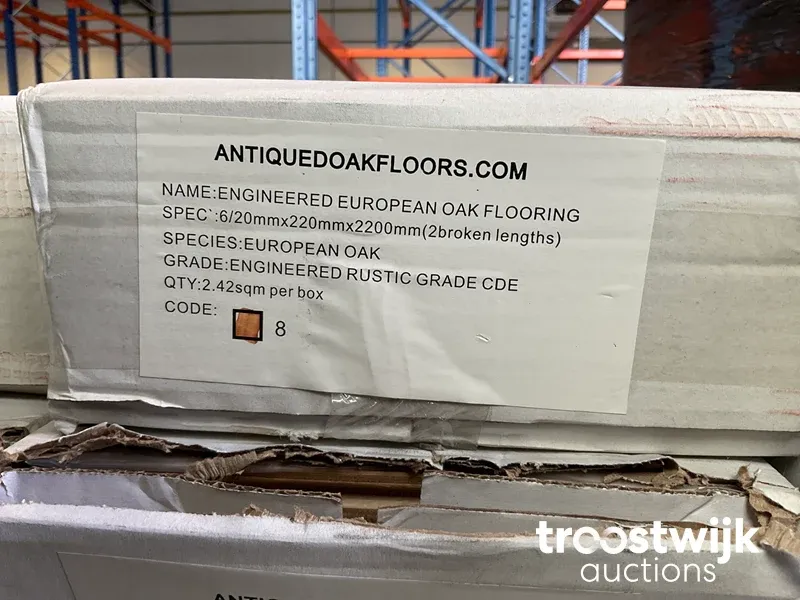 ANTIQUEDOAKFLOORS.COM
NAME:ENGINEERED EUROPEAN OAK FLOORING
SPEC`:6/20mmx220mmx2200mm(2broken lengths)
SPECIES:EUROPEAN OAK
GRADE:ENGINEERED RUSTIC GRADE CDE
QTY:2.42sqm per box
CODE: 8
troostwijk
auctions